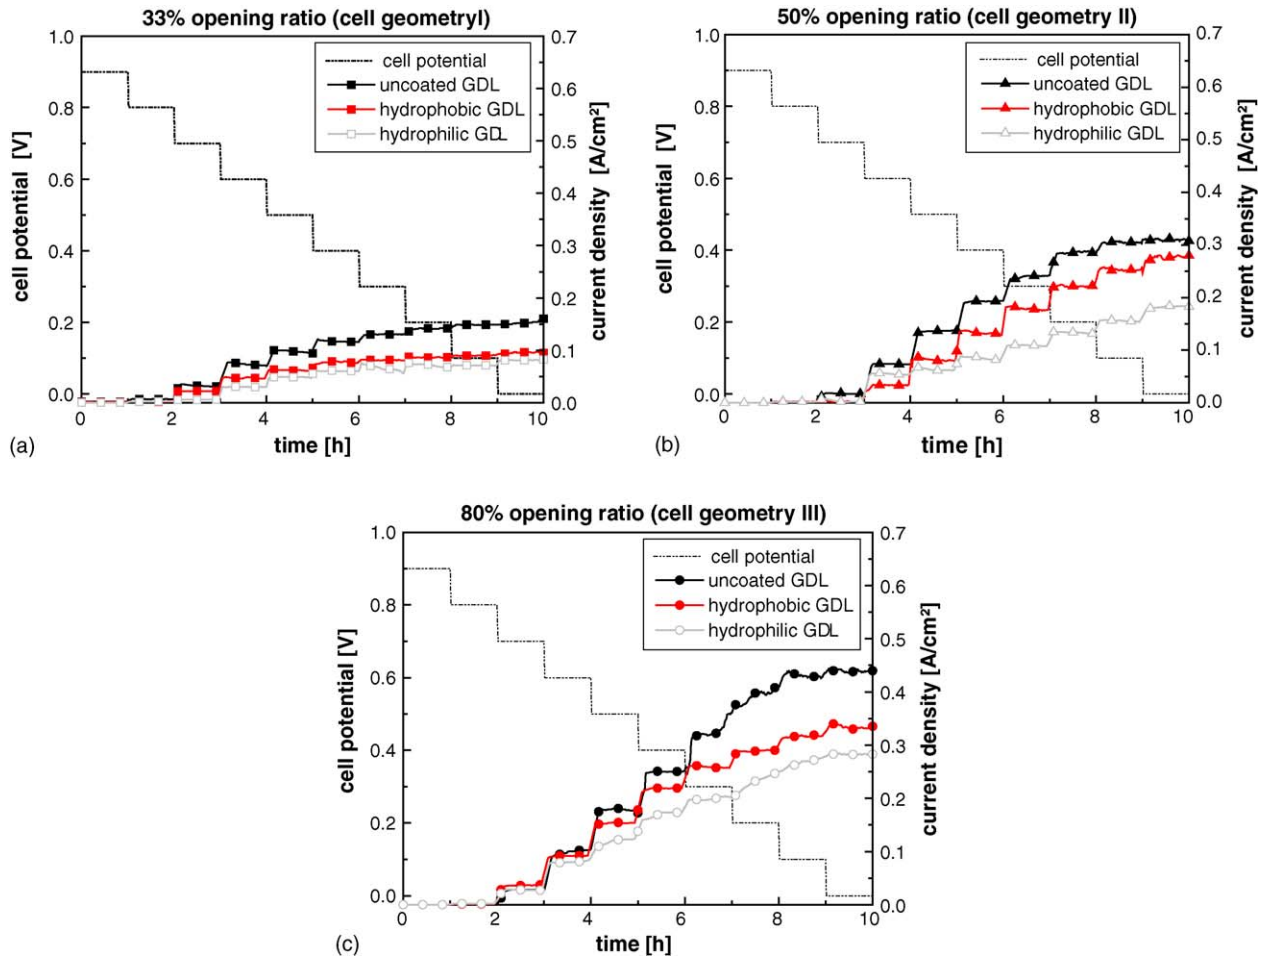 33% opening ratio (cell geometryI)
1.0
0.8
0.6
0.4
0.2
0.0
cell potential [V]
0.7
0.6
0.5
0.4
0.3
0.2
0.1
0.0
current density [A/cm²]
cell potential
uncoated GDL
hydrophobic GDL
hydrophilic GDL
0 2 4 6 8 10
time [h]
(a)
50% opening ratio (cell geometry II)
1.0
0.8
0.6
0.4
0.2
0.0
cell potential [V]
0.7
0.6
0.5
0.4
0.3
0.2
0.1
0.0
current density [A/cm²]
cell potential
uncoated GDL
hydrophobic GDL
hydrophilic GDL
0 2 4 6 8 10
time [h]
(b)
80% opening ratio (cell geometry III)
1.0
0.8
0.6
0.4
0.2
0.0
cell potential [V]
0.7
0.6
0.5
0.4
0.3
0.2
0.1
0.0
current density [A/cm²]
cell potential
uncoated GDL
hydrophobic GDL
hydrophilic GDL
0 2 4 6 8 10
time [h]
(c)